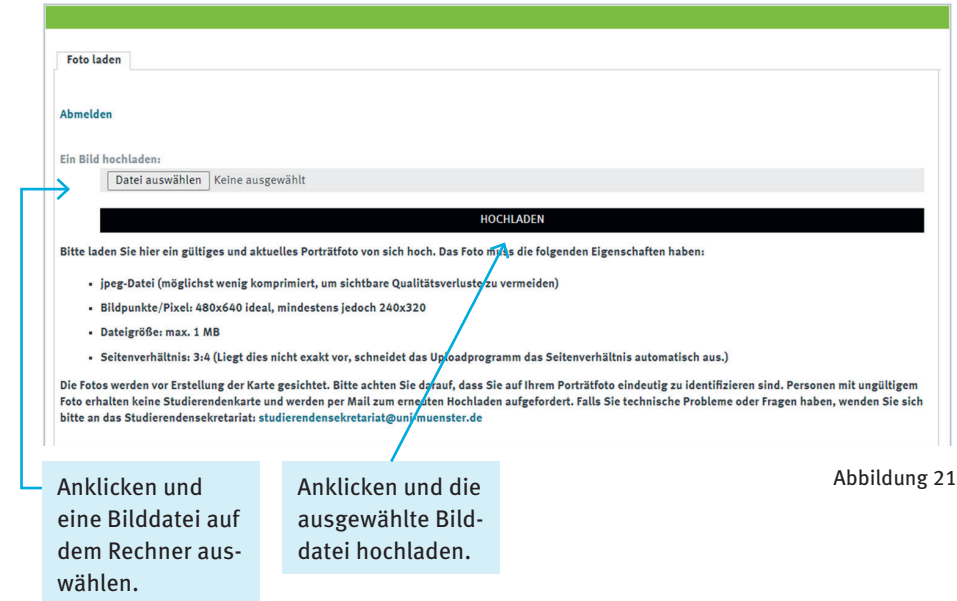 Foto laden
Abmelden
Ein Bild hochladen:
Datei auswählen Keine ausgewählt
HOCHLADEN
Bitte laden Sie hier ein gültiges und aktuelles Porträtfoto von sich hoch. Das Foto muss die folgenden Eigenschaften haben:
• jpeg-Datei (möglichst wenig komprimiert, um sichtbare Qualitätsverluste zu vermeiden)
• Bildpunkte/Pixel: 480x640 ideal, mindestens jedoch 240x320
• Dateigröße: max. 1 MB
• Seitenverhältnis: 3:4 (Liegt dies nicht exakt vor, schneidet das Uploadprogramm das Seitenverhältnis automatisch aus.)
Die Fotos werden vor Erstellung der Karte gesichtet. Bitte achten Sie darauf, dass Sie auf Ihrem Porträtfoto eindeutig zu identifizieren sind. Personen mit ungültigem
Foto erhalten keine Studierendenkarte und werden per Mail zum erneuten Hochladen aufgefordert. Falls Sie technische Probleme oder Fragen haben, wenden Sie sich
bitte an das Studierendensekretariat: studierendensekretariat@uni-muenster.de
Anklicken und
eine Bilddatei auf
dem Rechner aus-
wählen.
Anklicken und die
ausgewählte Bild-
datei hochladen.
Abbildung 21